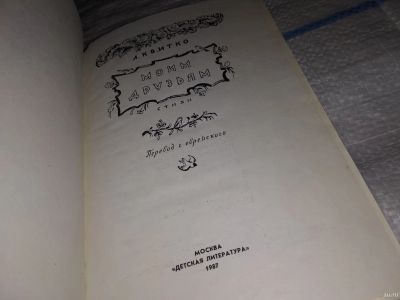 Л. КВИТКО
МОИМ
ДРУЗЬЯМ
СТИХИ
Перевод с еврейского
МОСКВА
«ДЕТСКАЯ ЛИТЕРАТУРА»
1987